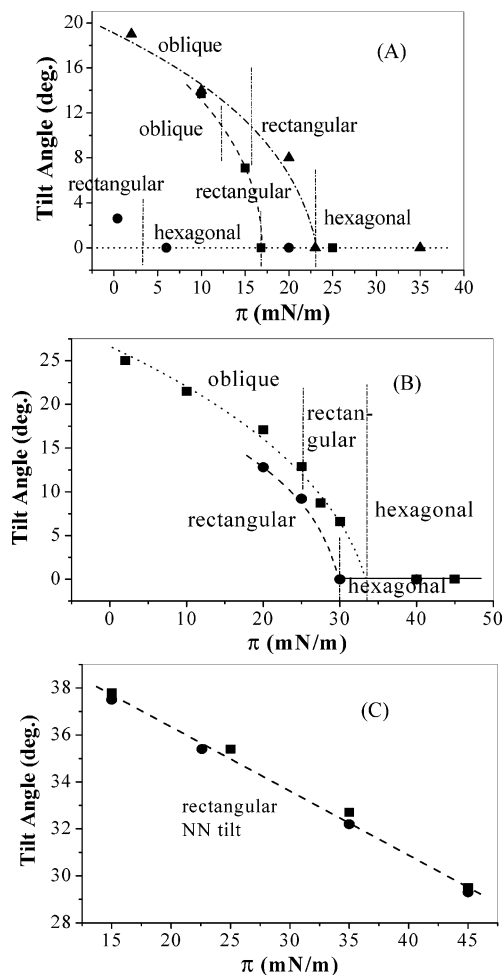 (A)
20
16
12
8
4
0
Tilt Angle (deg.)
oblique
oblique
rectangular
rectangular
rectangular
hexagonal
hexagonal
0 5 10 15 20 25 30 35 40
π (mN/m)
(B)
25
20
15
10
5
0
Tilt Angle (deg.)
oblique
rectan-
gular
rectangular
hexagonal
hexagonal
0 10 20 30 40 50
π (mN/m)
(C)
38
36
34
32
30
28
Tilt Angle (deg.)
rectangular
NN tilt
15 20 25 30 35 40 45
π (mN/m)